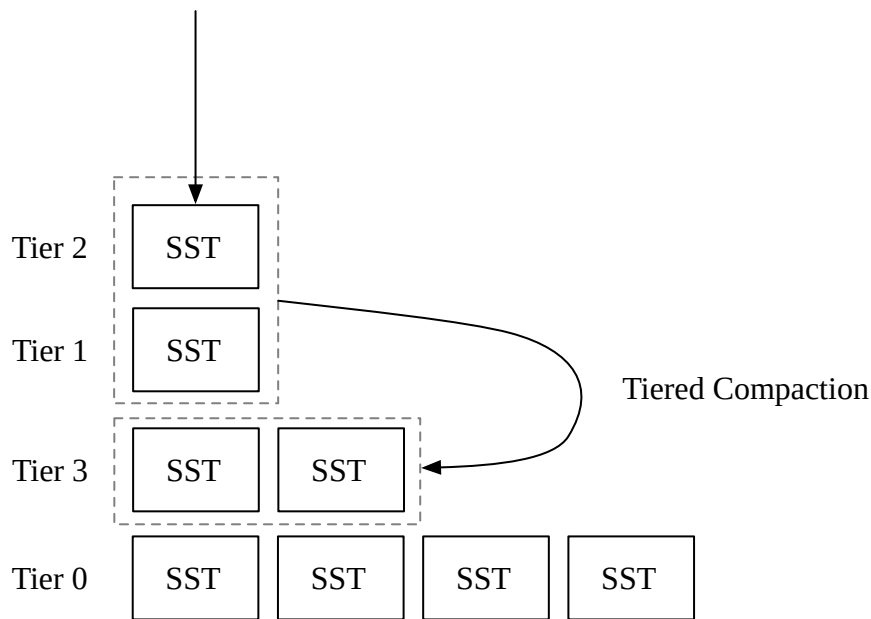 Tier 2 SST
Tier 1 SST
Tiered Compaction
Tier 3 SST SST
Tier 0 SST SST SST SST